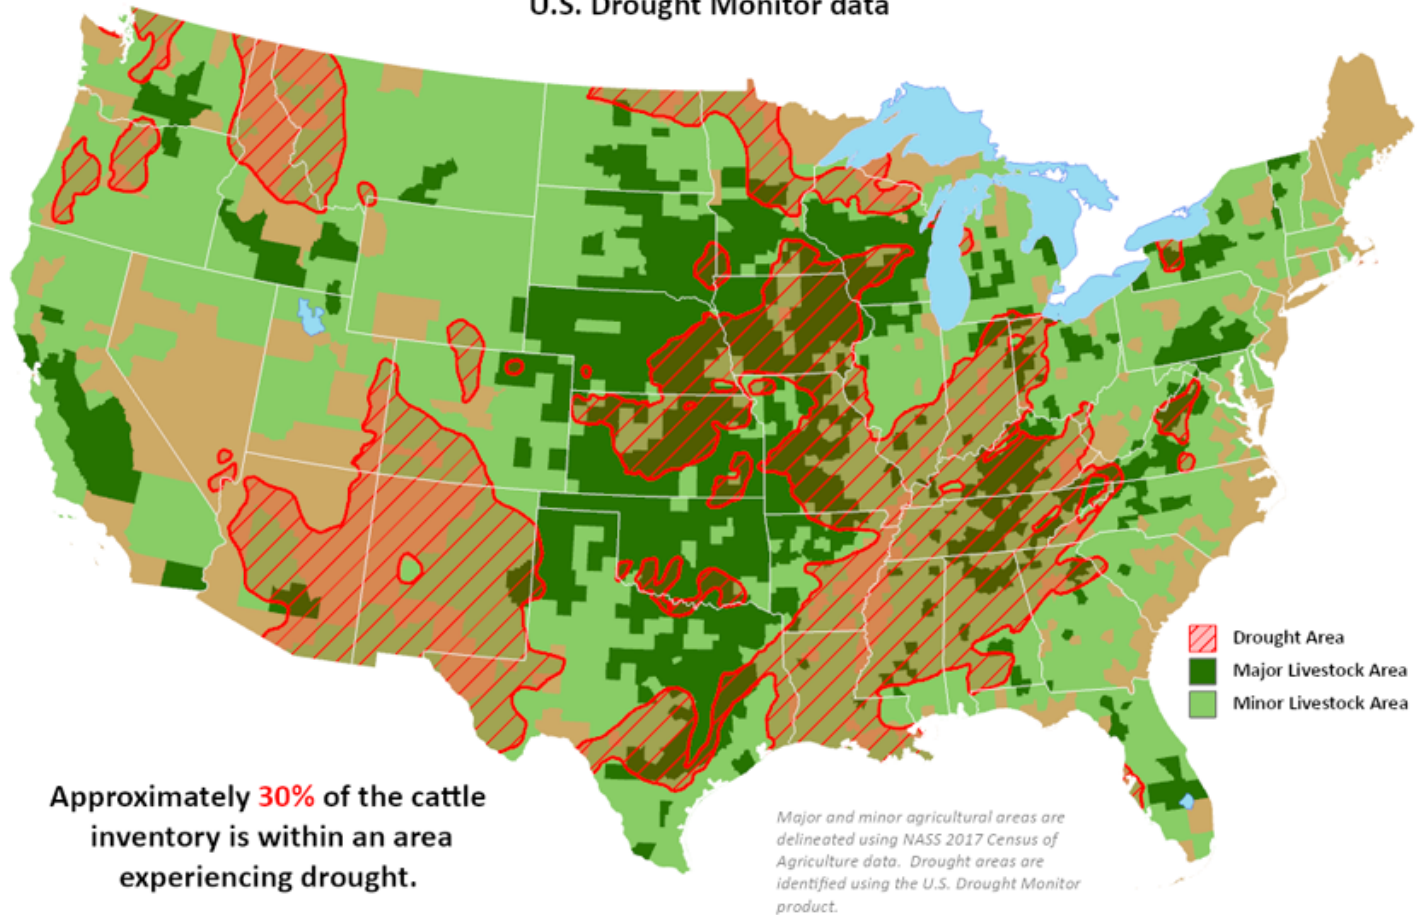 U.S. Drought Monitor data
Drought Area
Major Livestock Area
Minor Livestock Area
Approximately 30% of the cattle
inventory is within an area
experiencing drought.
Major and minor agricultural areas are
delineated using NASS 2017 Census of
Agriculture data. Drought areas are
identified using the U.S. Drought Monitor
product.